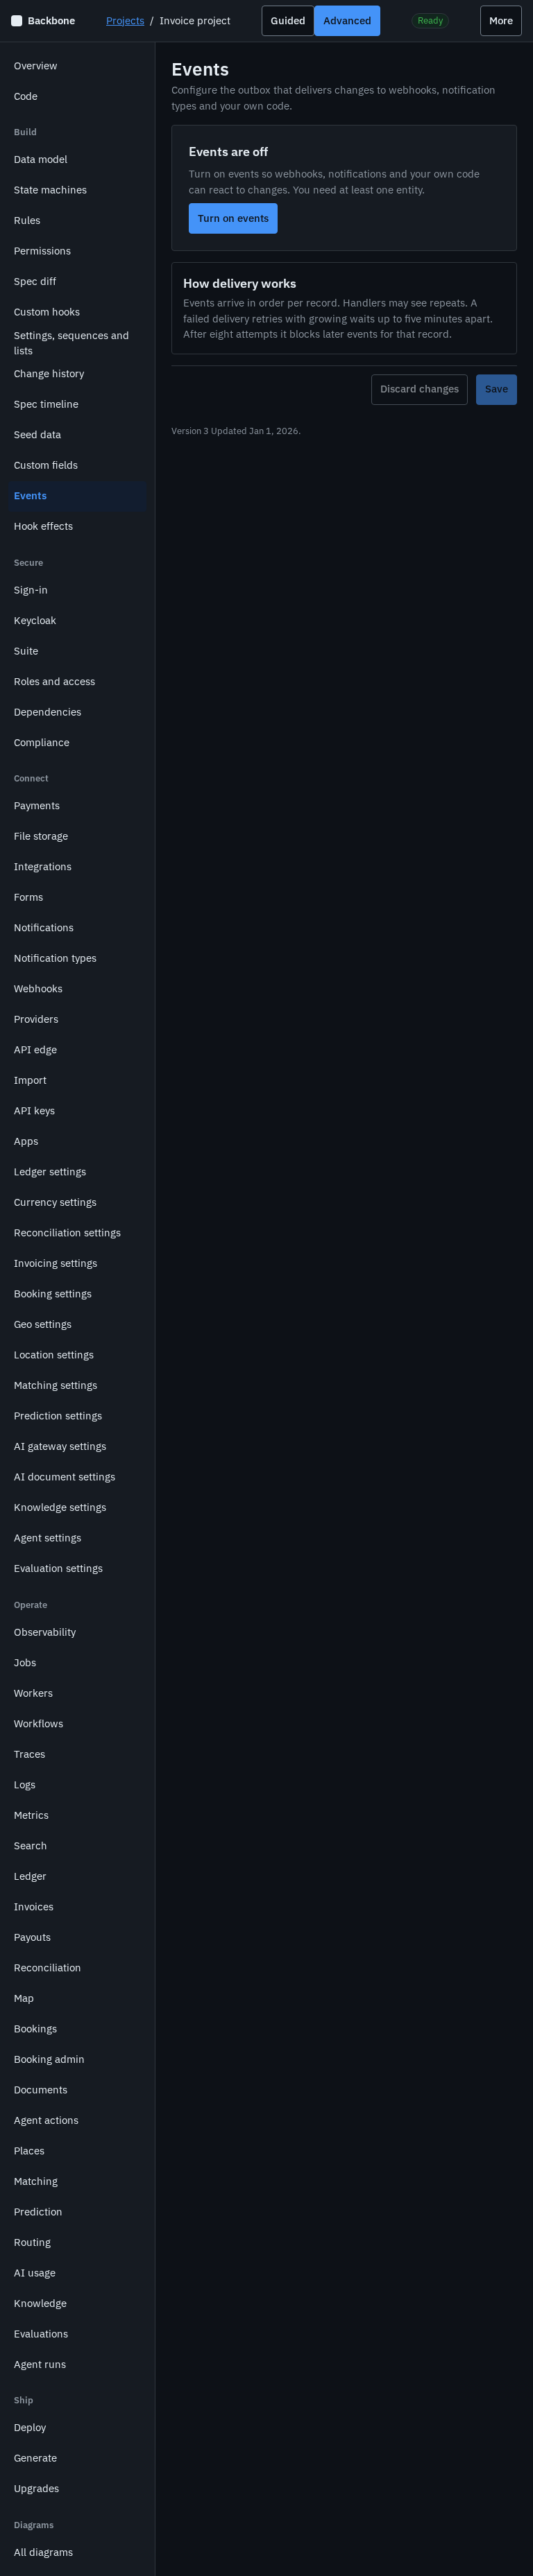 Backbone
Projects / Invoice project
Guided
Advanced
Ready
More
Overview
Code
Build
Data model
State machines
Rules
Permissions
Spec diff
Custom hooks
Settings, sequences and
lists
Change history
Spec timeline
Seed data
Custom fields
Events
Hook effects
Secure
Sign-in
Keycloak
Suite
Roles and access
Dependencies
Compliance
Connect
Payments
File storage
Integrations
Forms
Notifications
Notification types
Webhooks
Providers
API edge
Import
API keys
Apps
Ledger settings
Currency settings
Reconciliation settings
Invoicing settings
Booking settings
Geo settings
Location settings
Matching settings
Prediction settings
AI gateway settings
AI document settings
Knowledge settings
Agent settings
Evaluation settings
Operate
Observability
Jobs
Workers
Workflows
Traces
Logs
Metrics
Search
Ledger
Invoices
Payouts
Reconciliation
Map
Bookings
Booking admin
Documents
Agent actions
Places
Matching
Prediction
Routing
AI usage
Knowledge
Evaluations
Agent runs
Ship
Deploy
Generate
Upgrades
Diagrams
All diagrams
Events
Configure the outbox that delivers changes to webhooks, notification
types and your own code.
Events are off
Turn on events so webhooks, notifications and your own code
can react to changes. You need at least one entity.
Turn on events
How delivery works
Events arrive in order per record. Handlers may see repeats. A
failed delivery retries with growing waits up to five minutes apart.
After eight attempts it blocks later events for that record.
Discard changes
Save
Version 3 Updated Jan 1, 2026.